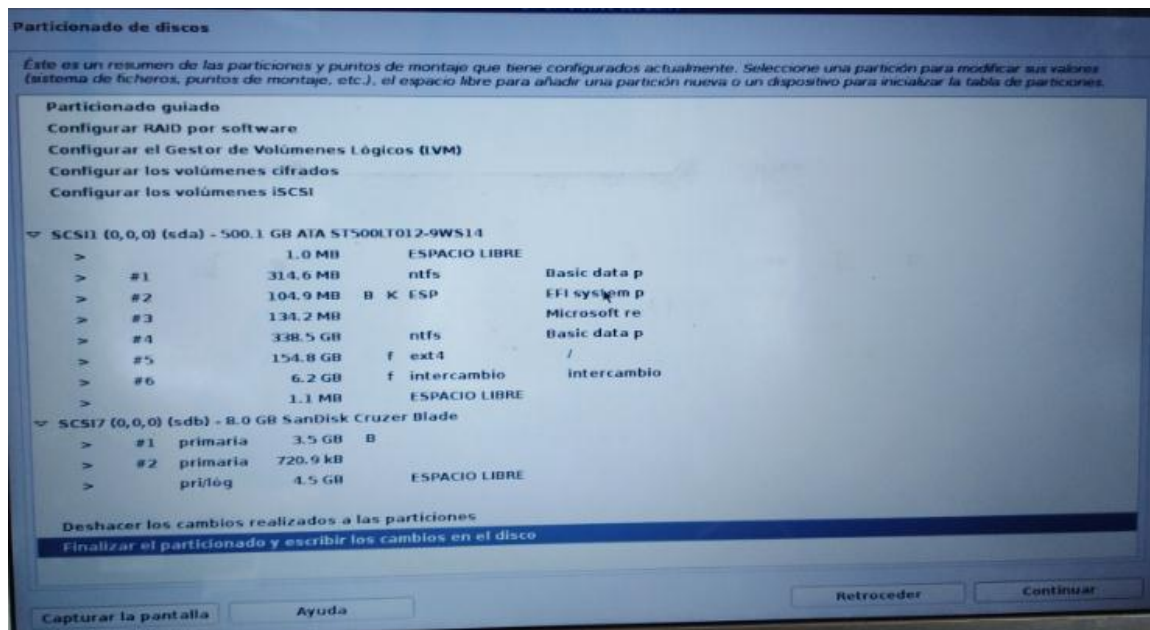 Particionado de discos
Éste es un resumen de las particiones y puntos de montaje que tiene configurados actualmente. Seleccione una partición para modificar sus valores
(sistema de ficheros, puntos de montaje, etc.), el espacio libre para añadir una partición nueva o un dispositivo para inicializar la tabla de particiones.
Particionado guiado
Configurar RAID por software
Configurar el Gestor de Volúmenes Lógicos (LVM)
Configurar los volúmenes cifrados
Configurar los volúmenes iSCSI
SCSI1 (0,0,0) (sda) - 500.1 GB ATA ST500LT012-9WS14
> 1.0 MB ESPACIO LIBRE
> #1 314.6 MB ntfs Basic data p
> #2 104.9 MB B K ESP EFI system p
> #3 134.2 MB Microsoft re
> #4 338.5 GB ntfs Basic data p
> #5 154.8 GB f ext4 /
> #6 6.2 GB f intercambio intercambio
> 1.1 MB ESPACIO LIBRE
SCSI7 (0,0,0) (sdb) - 8.0 GB SanDisk Cruzer Blade
> #1 primaria 3.5 GB B
> #2 primaria 720.9 kB
> pri/lóg 4.5 GB ESPACIO LIBRE
Deshacer los cambios realizados a las particiones
Finalizar el particionado y escribir los cambios en el disco
Capturar la pantalla Ayuda Retroceder Continuar